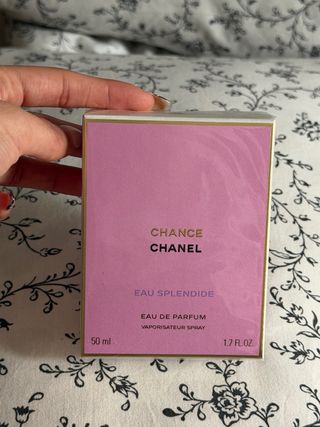 CHANCE
CHANEL
EAU SPLENDIDE
EAU DE PARFUM
VAPORISATEUR SPRAY
50 ml 1.7 FL. OZ